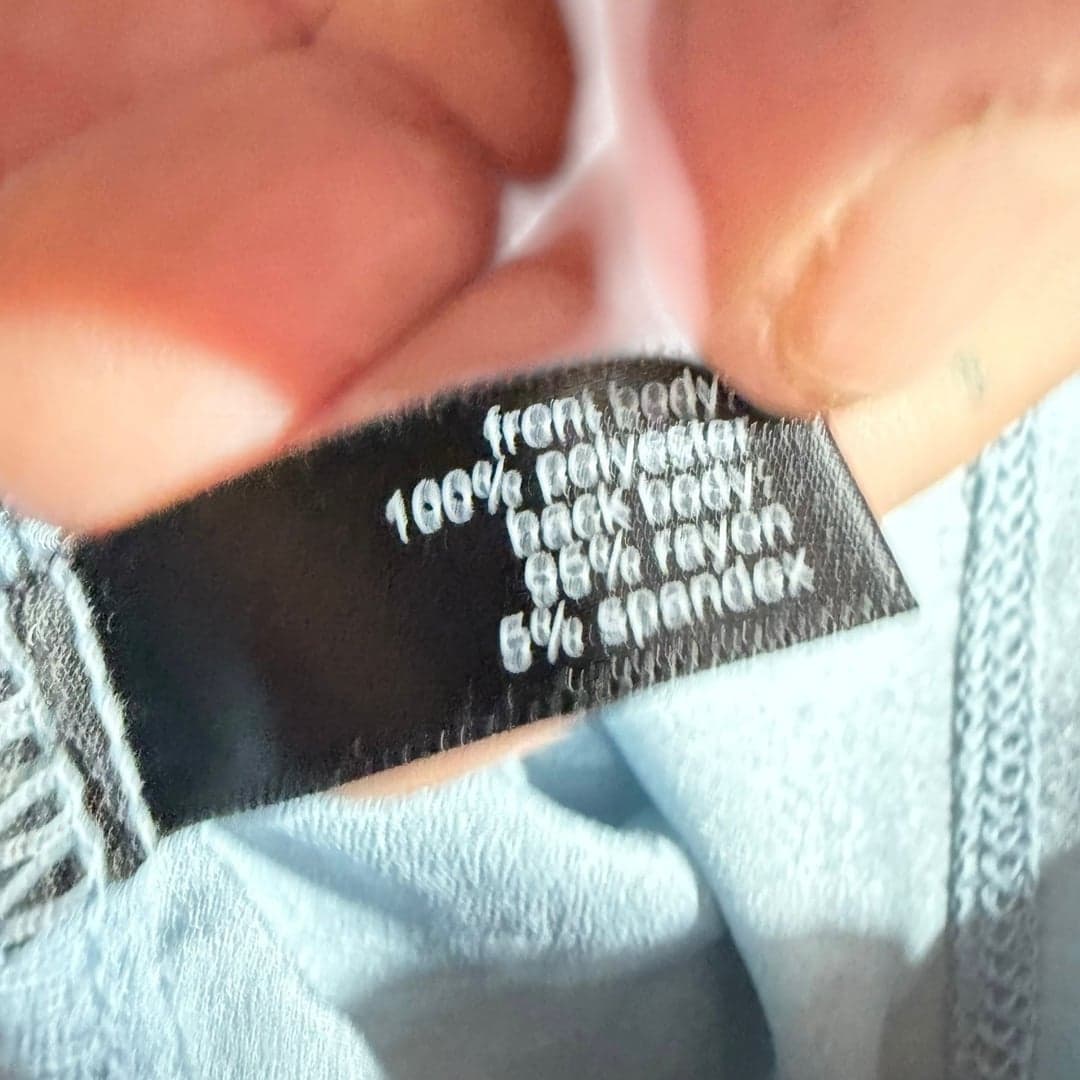 front body:
100% polyester
back body:
95% rayon
5% spandex